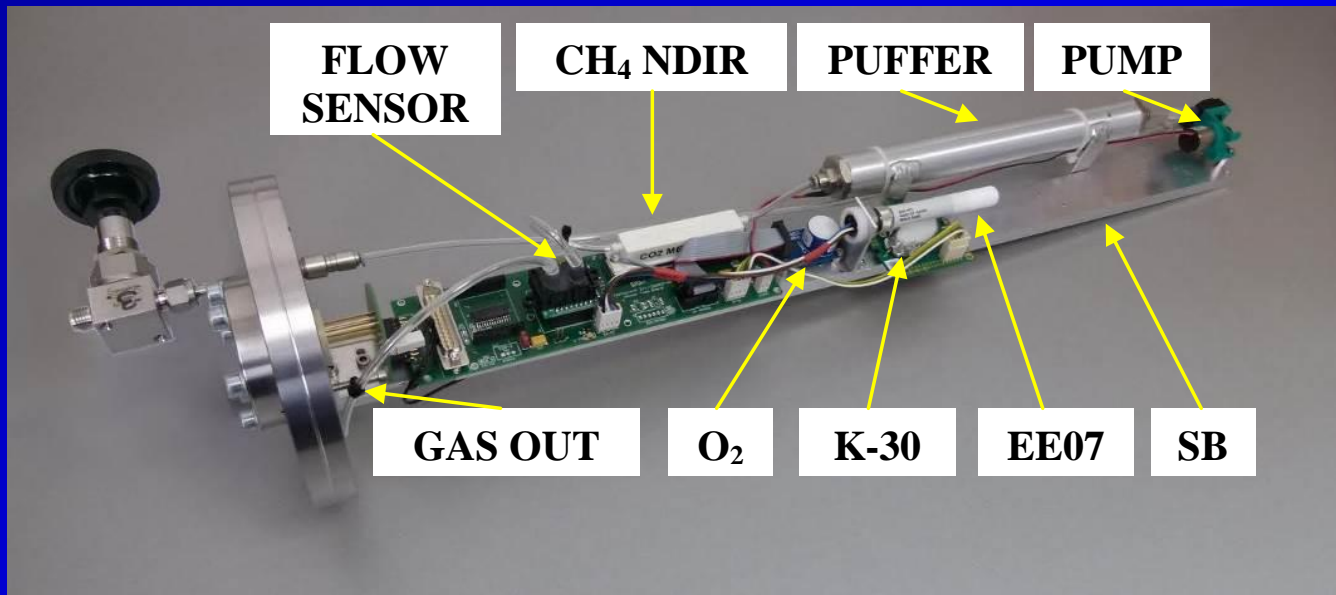 FLOW
SENSOR
CH₄ NDIR
PUFFER
PUMP
CO2 ME
GAS OUT
O₂
K-30
EE07
SB